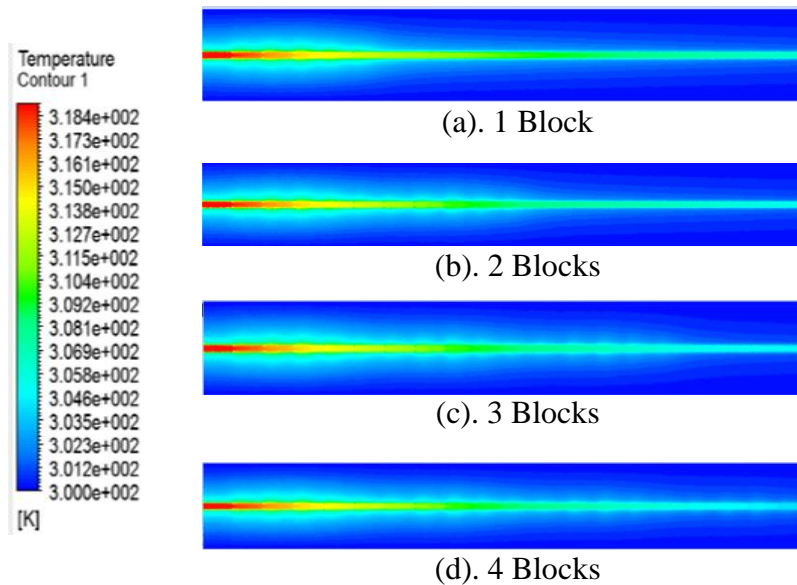 Temperature
Contour 1
3.184e+002
3.173e+002
3.161e+002
3.150e+002
3.138e+002
3.127e+002
3.115e+002
3.104e+002
3.092e+002
3.081e+002
3.069e+002
3.058e+002
3.046e+002
3.035e+002
3.023e+002
3.012e+002
3.000e+002
[K]
(a). 1 Block
(b). 2 Blocks
(c). 3 Blocks
(d). 4 Blocks